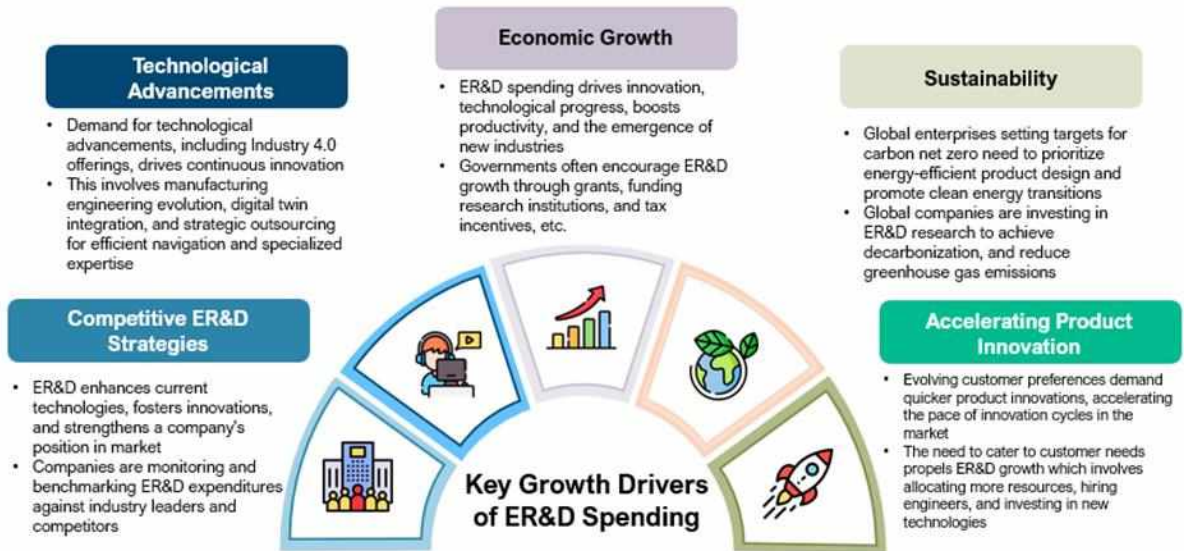 Technological
Advancements
• Demand for technological
advancements, including Industry 4.0
offerings, drives continuous innovation
• This involves manufacturing
engineering evolution, digital twin
integration, and strategic outsourcing
for efficient navigation and specialized
expertise
Economic Growth
• ER&D spending drives innovation,
technological progress, boosts
productivity, and the emergence of
new industries
• Governments often encourage ER&D
growth through grants, funding
research institutions, and tax
incentives, etc.
Sustainability
• Global enterprises setting targets for
carbon net zero need to prioritize
energy-efficient product design and
promote clean energy transitions
• Global companies are investing in
ER&D research to achieve
decarbonization, and reduce
greenhouse gas emissions
Competitive ER&D
Strategies
• ER&D enhances current
technologies, fosters innovations,
and strengthens a company's
position in market
• Companies are monitoring and
benchmarking ER&D expenditures
against industry leaders and
competitors
Accelerating Product
Innovation
• Evolving customer preferences demand
quicker product innovations, accelerating
the pace of innovation cycles in the
market
• The need to cater to customer needs
propels ER&D growth which involves
allocating more resources, hiring
engineers, and investing in new
technologies
Key Growth Drivers
of ER&D Spending